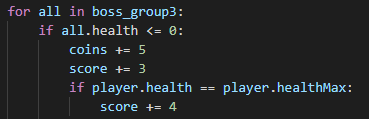 for all in boss_group3:
    if all.health <= 0:
        coins += 5
        score += 3
        if player.health == player.healthMax:
            score += 4